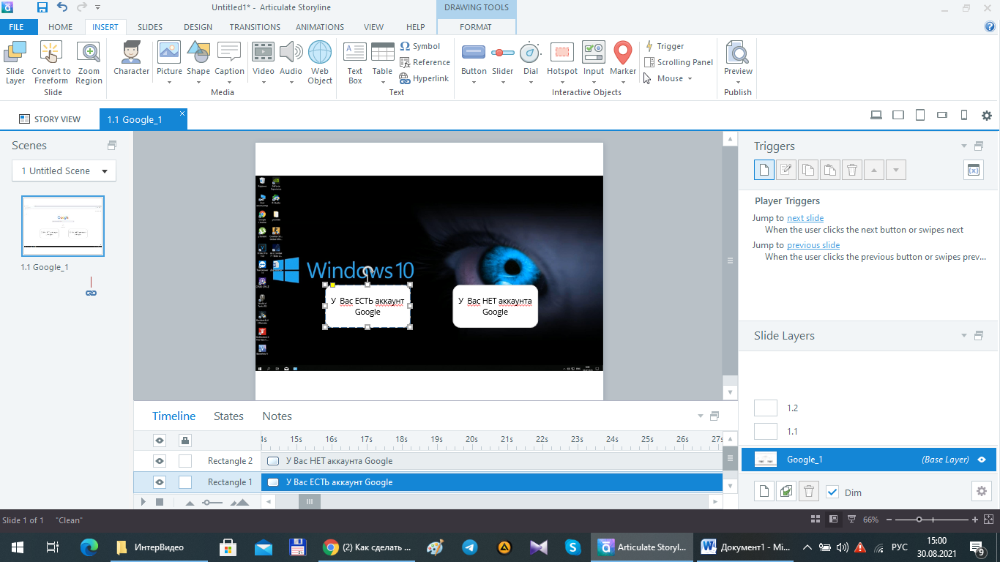 Untitled1* - Articulate Storyline
DRAWING TOOLS
FILE HOME INSERT SLIDES DESIGN TRANSITIONS ANIMATIONS VIEW HELP FORMAT
Slide Layer
Convert to Freeform
Zoom Region
Character
Picture
Shape
Caption
Video
Audio
Web Object
Text Box
Table
Symbol
Reference
Hyperlink
Button
Slider
Dial
Hotspot
Input
Marker
Trigger
Scrolling Panel
Mouse
Preview
Slide
Media
Text
Interactive Objects
Publish
STORY VIEW
1.1 Google_1
Scenes
1 Untitled Scene
Google
1.1 Google_1
Windows 10
У Вас ЕСТЬ аккаунт
Google
У Вас НЕТ аккаунта
Google
Triggers
Player Triggers
Jump to next slide
When the user clicks the next button or swipes next
Jump to previous slide
When the user clicks the previous button or swipes prev...
Slide Layers
1.2
1.1
Google_1 (Base Layer)
Dim
Timeline States Notes
4s 15s 16s 17s 18s 19s 20s 21s 22s 23s 24s 25s 26s 27s
Rectangle 2 У Вас НЕТ аккаунта Google
Rectangle 1 У Вас ЕСТЬ аккаунт Google
Slide 1 of 1 "Clean"
66%
ИнтерВидео
(2) Как сделать ...
Articulate Storyl...
Документ1 - Mi...
РУС
15:00
30.08.2021
9